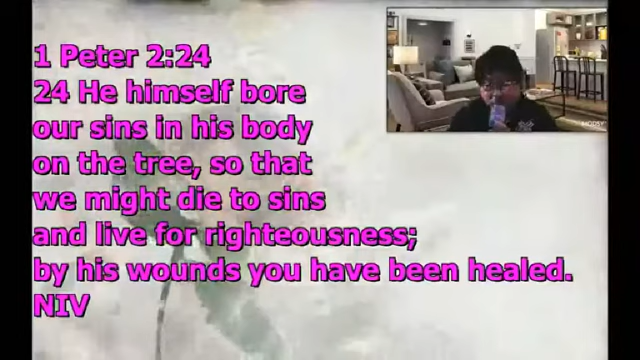 1 Peter 2:24
24 He himself bore
our sins in his body
on the tree, so that
we might die to sins
and live for righteousness;
by his wounds you have been healed.
NIV